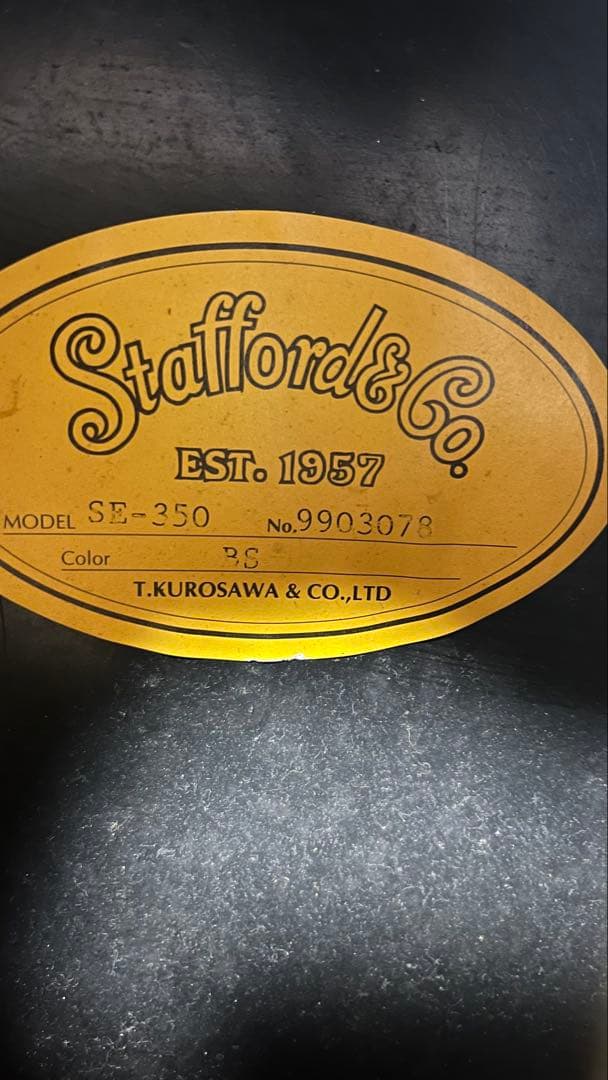 Stafford & Co.
EST. 1957
MODEL SE-350 No. 9903078
Color BS
T.KUROSAWA & CO.,LTD